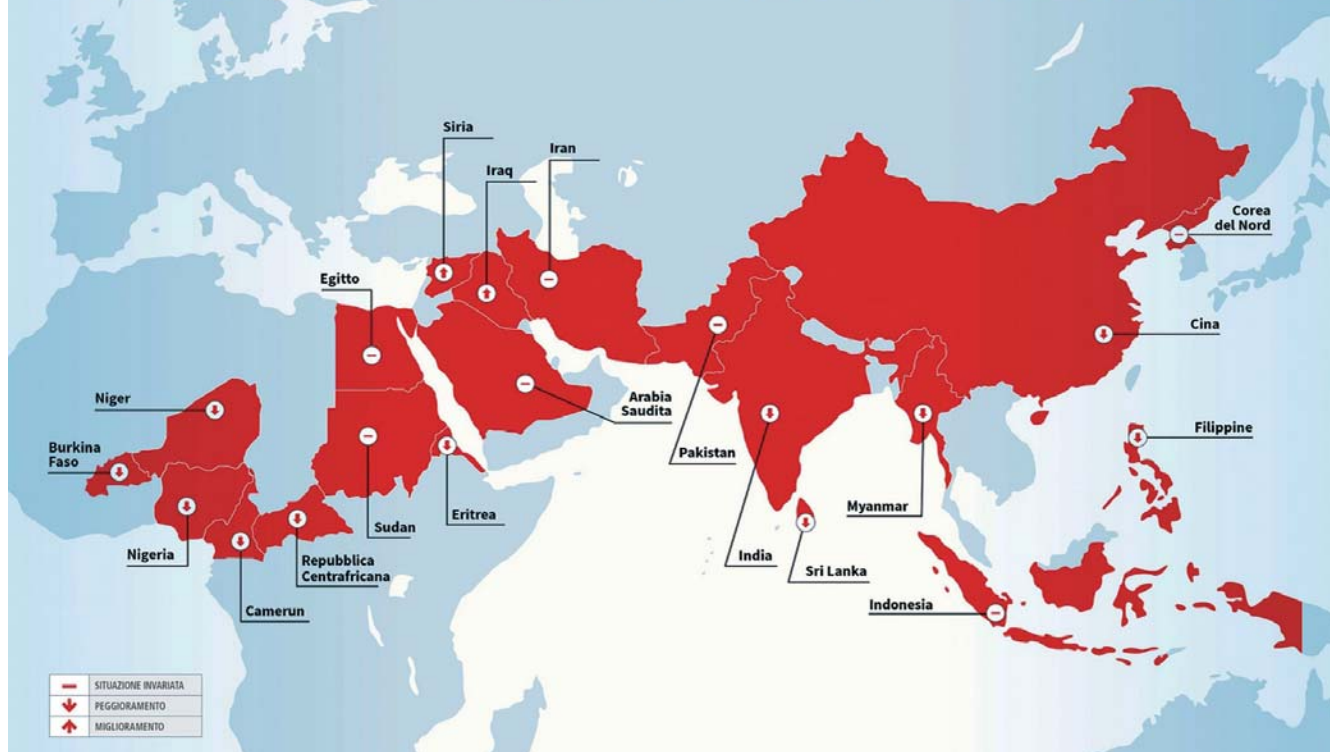 Siria
Iran
Iraq
Corea
del Nord
Egitto
Cina
Niger
Arabia
Saudita
Burkina
Faso
Pakistan
Filippine
Myanmar
Eritrea
Sudan
Nigeria
Repubblica
Centrafricana
India
Sri Lanka
Camerun
Indonesia
SITUAZIONE INVARIATA
PEGGIORAMENTO
MIGLIORAMENTO